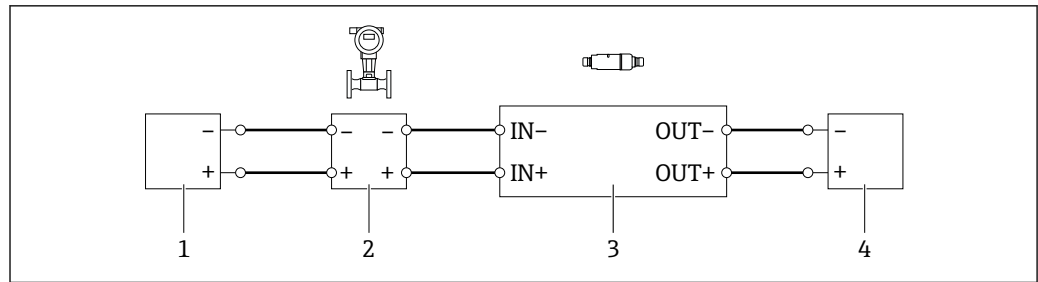 – – – IN– OUT– –
+ + + IN+ OUT+ +
1 2 3 4